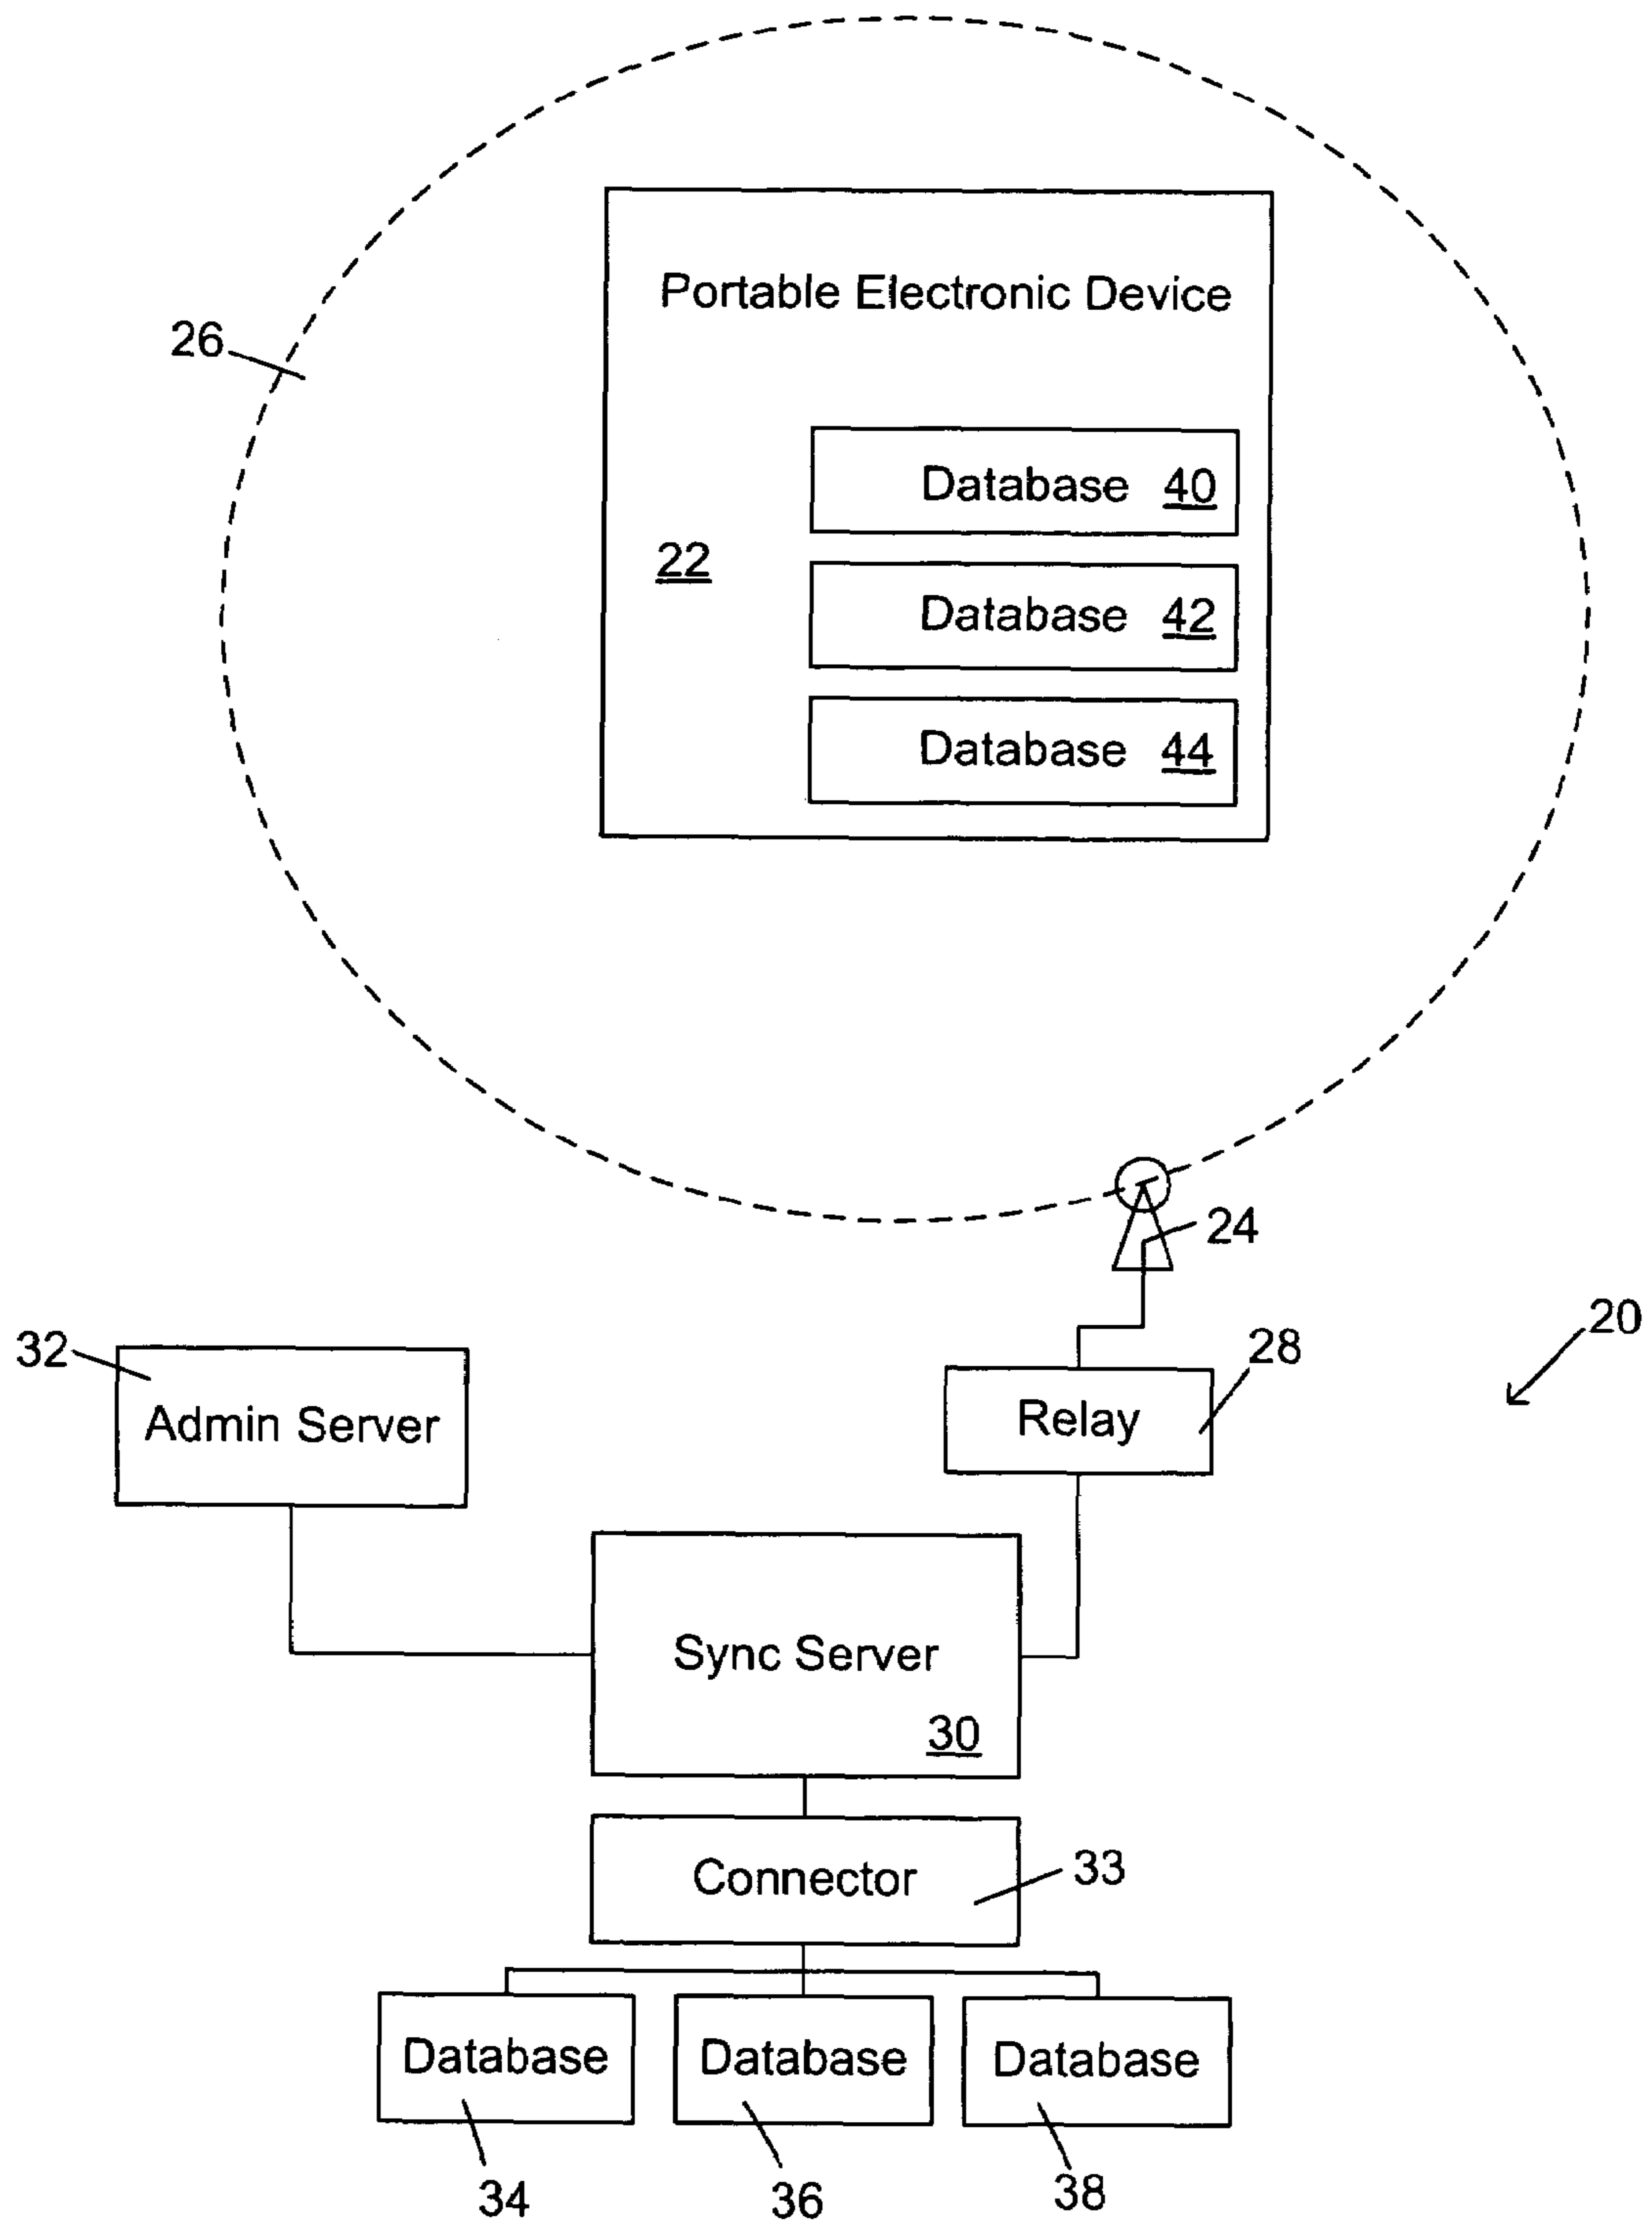 Portable Electronic Device
26
Database 40
22
Database 42
Database 44
24
20
32
28
Admin Server
Relay
Sync Server
30
Connector
33
Database
Database
Database
34
36
38